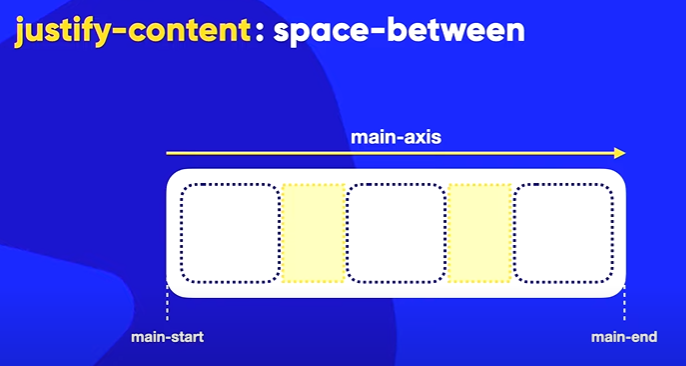 justify-content: space-between
main-axis
main-start
main-end